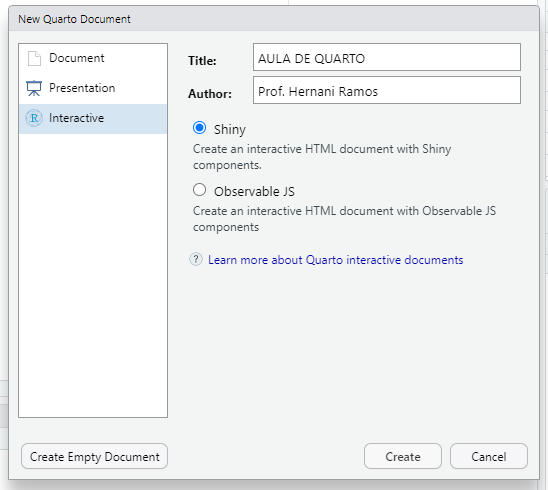 New Quarto Document
Document
Presentation
R Interactive
Title: AULA DE QUARTO
Author: Prof. Hernani Ramos
Shiny
Create an interactive HTML document with Shiny
components.
Observable JS
Create an interactive HTML document with Observable JS
components
? Learn more about Quarto interactive documents
Create Empty Document
Create
Cancel